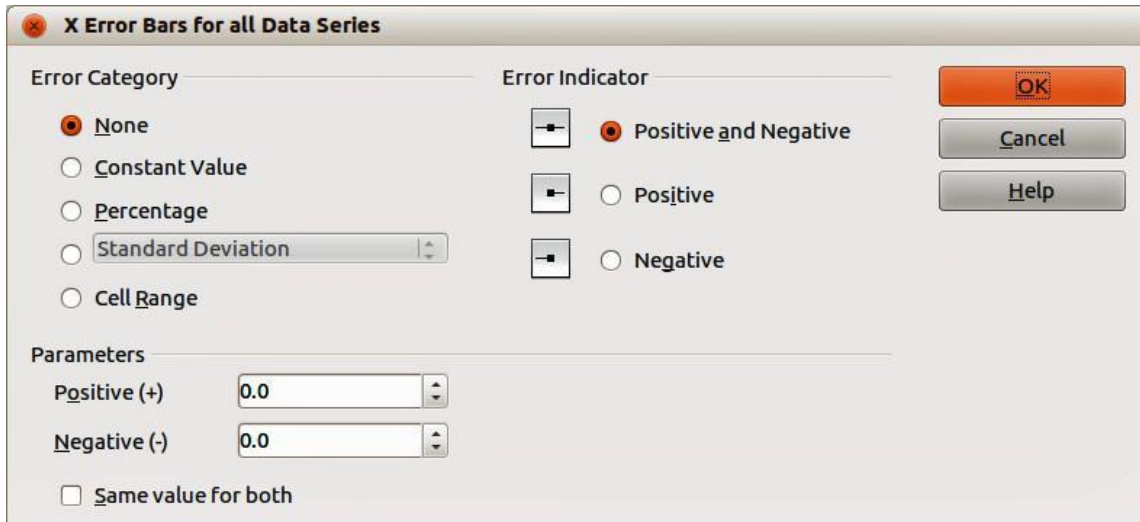 X Error Bars for all Data Series
Error Category
None
Constant Value
Percentage
Standard Deviation
Cell Range
Error Indicator
Positive and Negative
Positive
Negative
OK
Cancel
Help
Parameters
Positive (+) 0.0
Negative (-) 0.0
Same value for both